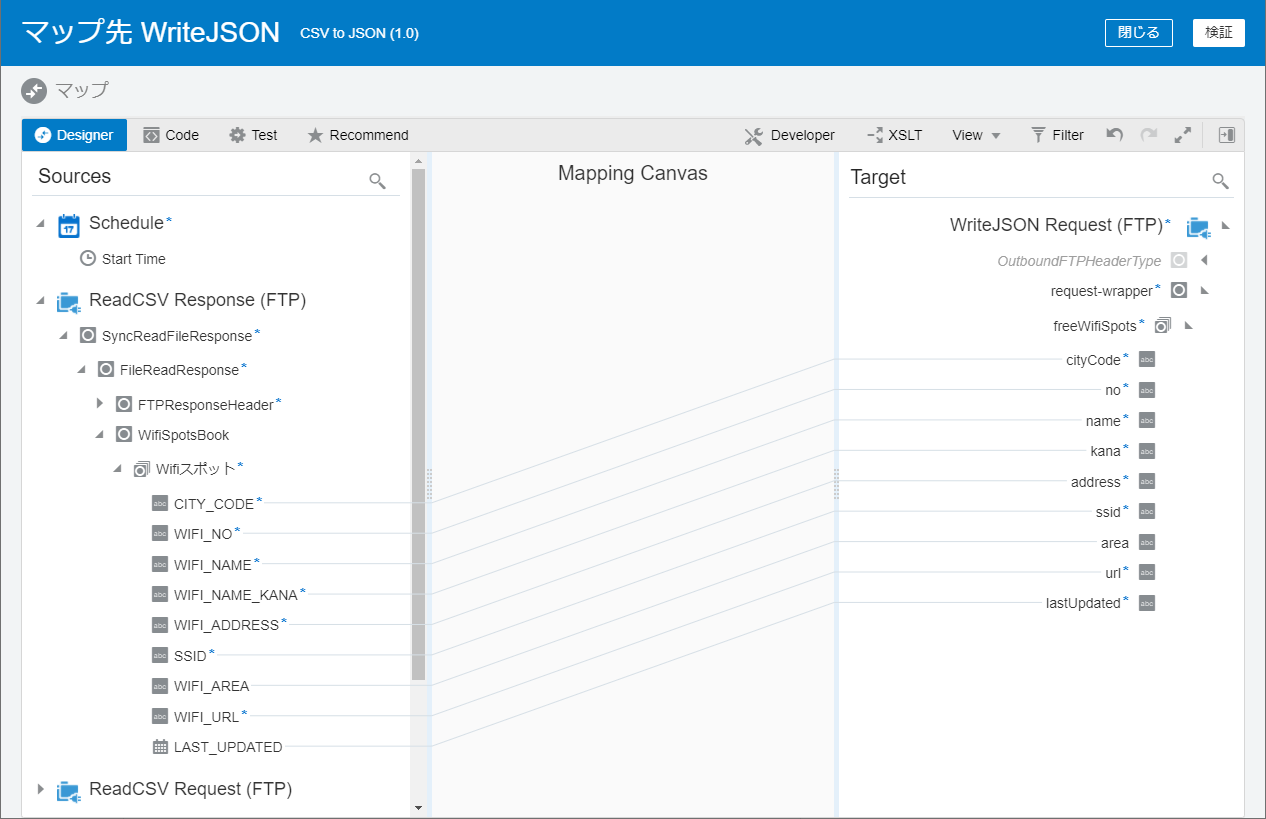 マップ先 WriteJSON CSV to JSON (1.0) 閉じる 検証
マップ
Designer Code Test Recommend Developer XSLT View Filter
Sources
Schedule*
17
Start Time
ReadCSV Response (FTP)
SyncReadFileResponse*
FileReadResponse*
FTPResponseHeader*
WifiSpotsBook
Wifiスポット*
abc CITY_CODE*
abc WIFI_NO*
abc WIFI_NAME*
abc WIFI_NAME_KANA*
abc WIFI_ADDRESS*
abc SSID*
abc WIFI_AREA
abc WIFI_URL*
LAST_UPDATED
ReadCSV Request (FTP)
Mapping Canvas
Target
WriteJSON Request (FTP)*
OutboundFTPHeaderType
request-wrapper*
freeWifiSpots*
cityCode* abc
no* abc
name* abc
kana* abc
address* abc
ssid* abc
area abc
url* abc
lastUpdated* abc